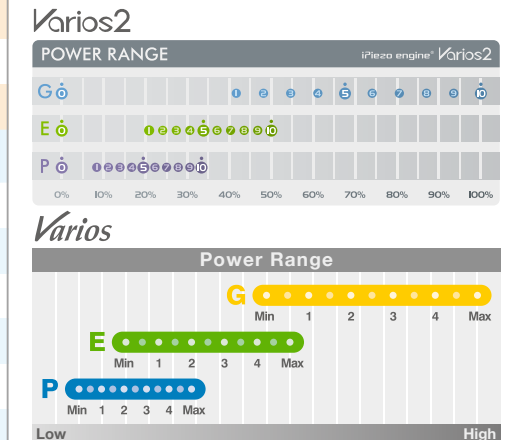 Varios2
POWER RANGE iPiezo engine® Varios2
G 0 1 2 3 4 5 6 7 8 9 10
E 0 1 2 3 4 5 6 7 8 9 10
P 0 1 2 3 4 5 6 7 8 9 10
0% 10% 20% 30% 40% 50% 60% 70% 80% 90% 100%
Varios
Power Range
G
Min 1 2 3 4 Max
E
Min 1 2 3 4 Max
P
Min 1 2 3 4 Max
Low High